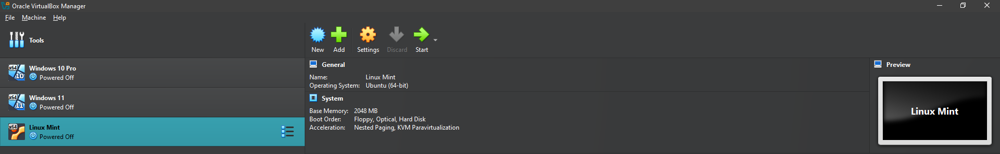 Oracle VirtualBox Manager
File Machine Help
Tools
New Add Settings Discard Start
x64 10 Windows 10 Pro
Powered Off
x64 11 Windows 11
Powered Off
x64 Linux Mint
Powered Off
General
Name: Linux Mint
Operating System: Ubuntu (64-bit)
System
Base Memory: 2048 MB
Boot Order: Floppy, Optical, Hard Disk
Acceleration: Nested Paging, KVM Paravirtualization
Preview
Linux Mint